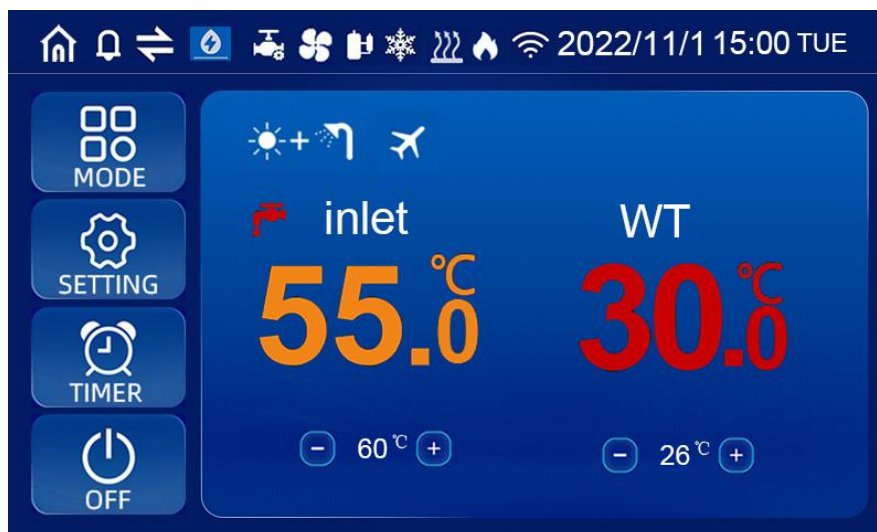 2022/11/1 15:00 TUE
MODE
SETTING
TIMER
OFF
inlet
WT
55.0℃
30.0℃
- 60℃ +
- 26℃ +